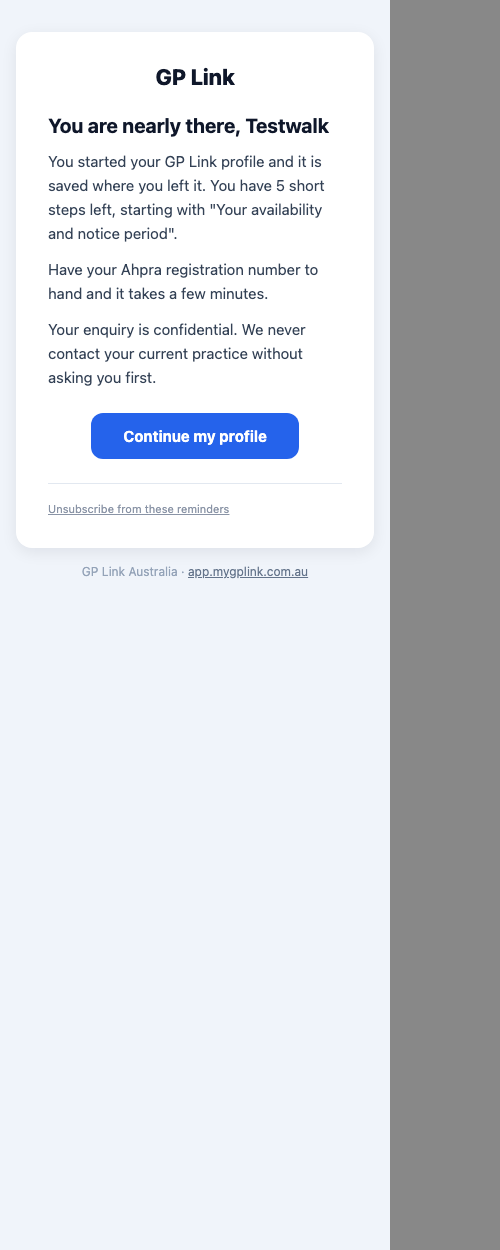 GP Link
You are nearly there, Testwalk
You started your GP Link profile and it is
saved where you left it. You have 5 short
steps left, starting with "Your availability
and notice period".
Have your Ahpra registration number to
hand and it takes a few minutes.
Your enquiry is confidential. We never
contact your current practice without
asking you first.
Continue my profile
Unsubscribe from these reminders
GP Link Australia · app.mygplink.com.au